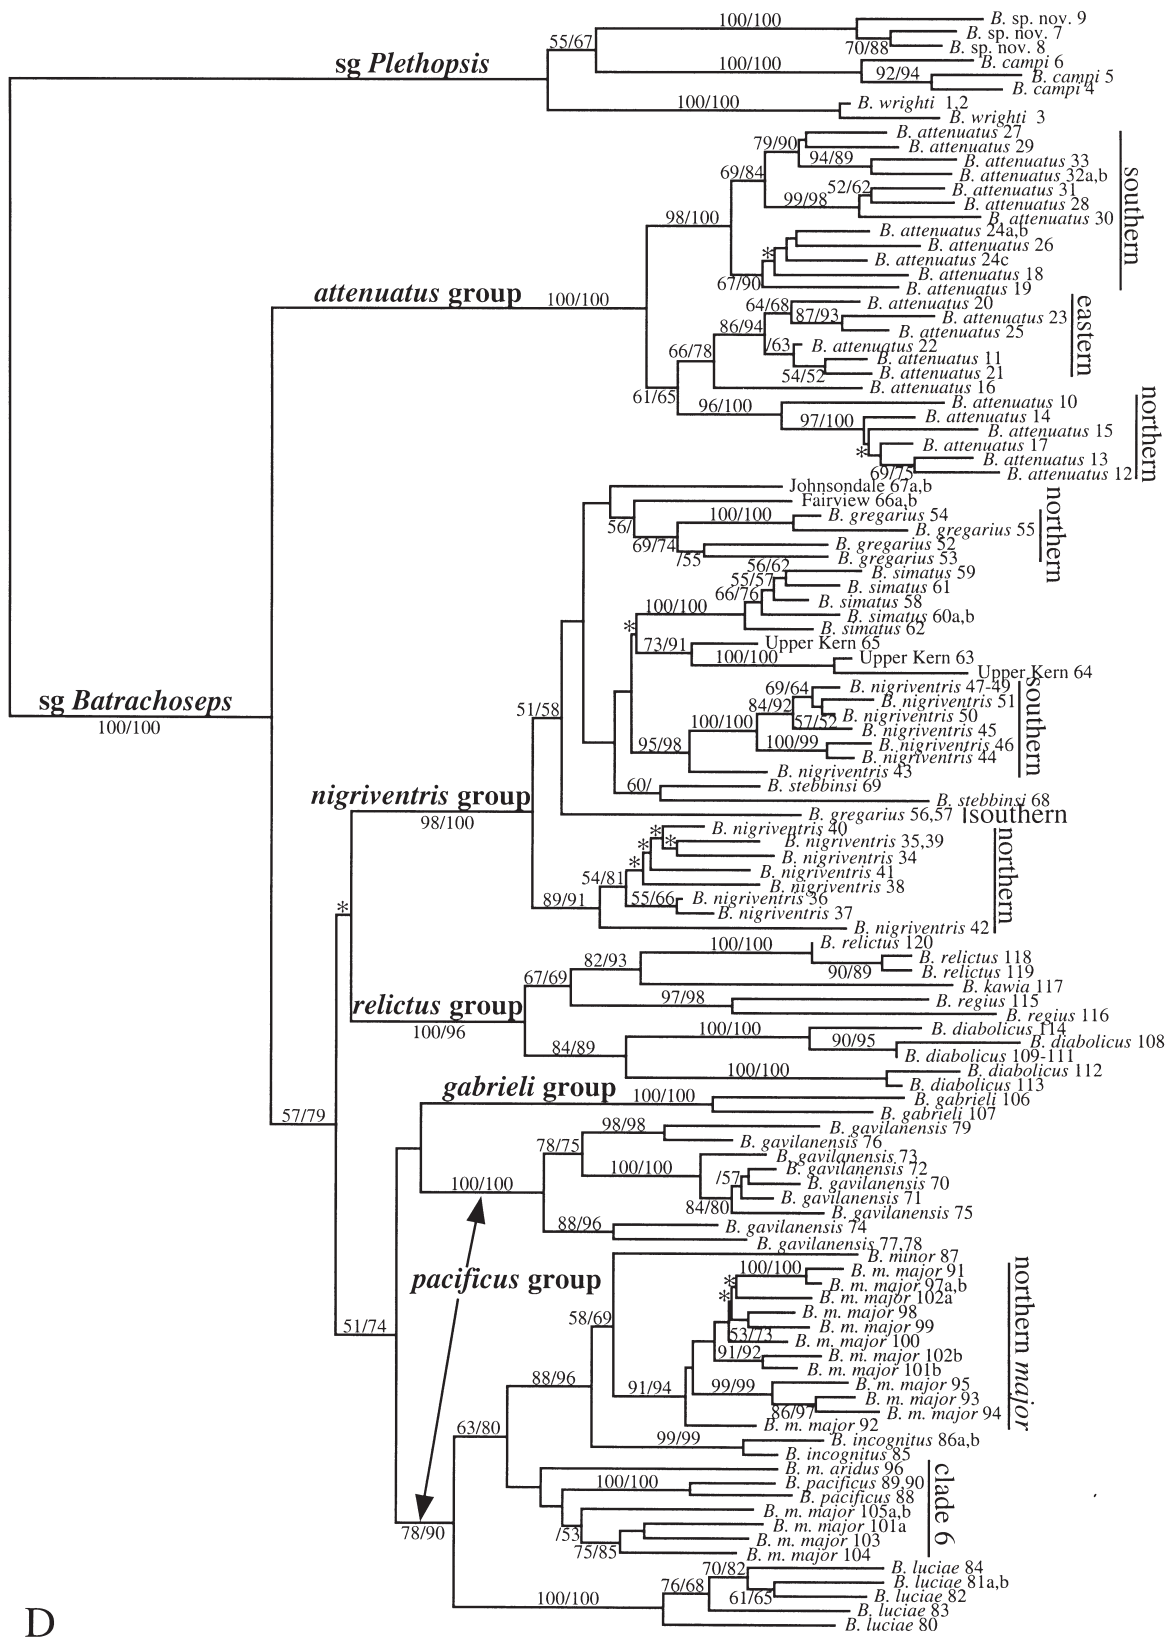 100/100
B. sp. nov. 9
B. sp. nov. 7
55/67
70/88
B. sp. nov. 8
sg Plethopsis
100/100
B. campi 6
92/94
B. campi 5
B. campi 4
100/100
B. wrighti 1,2
B. wrighti 3
B. attenuatus 27
79/90
B. attenuatus 29
94/89
B. attenuatus 33
69/84
B. attenuatus 32a,b
52/62
B. attenuatus 31
99/98
B. attenuatus 28
B. attenuatus 30
southern
98/100
B. attenuatus 24a,b
B. attenuatus 26
*
B. attenuatus 24c
B. attenuatus 18
67/90
B. attenuatus 19
attenuatus group
100/100
64/68
B. attenuatus 20
87/93
B. attenuatus 23
86/94
B. attenuatus 25
/63
B. attenuatus 22
66/78
B. attenuatus 11
54/52
B. attenuatus 21
eastern
B. attenuatus 16
61/65
96/100
B. attenuatus 10
97/100
B. attenuatus 14
B. attenuatus 15
*
B. attenuatus 17
B. attenuatus 13
69/75
B. attenuatus 12
northern
Johnsondale 67a,b
Fairview 66a,b
56/
100/100
B. gregarius 54
B. gregarius 55
69/74
B. gregarius 52
/55
B. gregarius 53
northern
56/62
B. simatus 59
55/57
B. simatus 61
66/76
B. simatus 58
100/100
B. simatus 60a,b
*
B. simatus 62
73/91
Upper Kern 65
100/100
Upper Kern 63
Upper Kern 64
69/64
B. nigriventris 47-49
84/92
B. nigriventris 51
57/52
B. nigriventris 50
100/100
B. nigriventris 45
100/99
B. nigriventris 46
95/98
B. nigriventris 44
B. nigriventris 43
southern
sg Batrachoseps
100/100
51/58
60/
B. stebbinsi 69
B. stebbinsi 68
nigriventris group
98/100
B. gregarius 56,57
southern
*
B. nigriventris 40
*
*
B. nigriventris 35,39
*
B. nigriventris 34
B. nigriventris 41
54/81
B. nigriventris 38
89/91
55/66
B. nigriventris 36
B. nigriventris 37
B. nigriventris 42
northern
*
100/100
B. relictus 120
82/93
B. relictus 118
90/89
B. relictus 119
67/69
B. kawia 117
97/98
B. regius 115
B. regius 116
relictus group
100/96
100/100
B. diabolicus 114
90/95
B. diabolicus 108
84/89
B. diabolicus 109-111
100/100
B. diabolicus 112
B. diabolicus 113
gabrieli group
100/100
B. gabrieli 106
B. gabrieli 107
57/79
98/98
B. gavilanensis 79
78/75
B. gavilanensis 76
100/100
B. gavilanensis 73
/57
B. gavilanensis 72
B. gavilanensis 70
100/100
B. gavilanensis 71
84/80
B. gavilanensis 75
88/96
B. gavilanensis 74
B. gavilanensis 77,78
pacificus group
B. minor 87
100/100
B. m. major 91
*
B. m. major 97a,b
*
B. m. major 102a
58/69
B. m. major 98
B. m. major 99
53/73
B. m. major 100
51/74
91/92
B. m. major 102b
B. m. major 101b
88/96
91/94
99/99
B. m. major 95
B. m. major 93
86/97
B. m. major 94
B. m. major 92
northern major
63/80
99/99
B. incognitus 86a,b
B. incognitus 85
B. m. aridus 96
100/100
B. pacificus 89,90
B. pacificus 88
B. m. major 105a,b
/53
B. m. major 101a
B. m. major 103
75/85
B. m. major 104
clade 6
78/90
70/82
B. luciae 84
76/68
B. luciae 81a,b
61/65
B. luciae 82
100/100
B. luciae 83
B. luciae 80
D